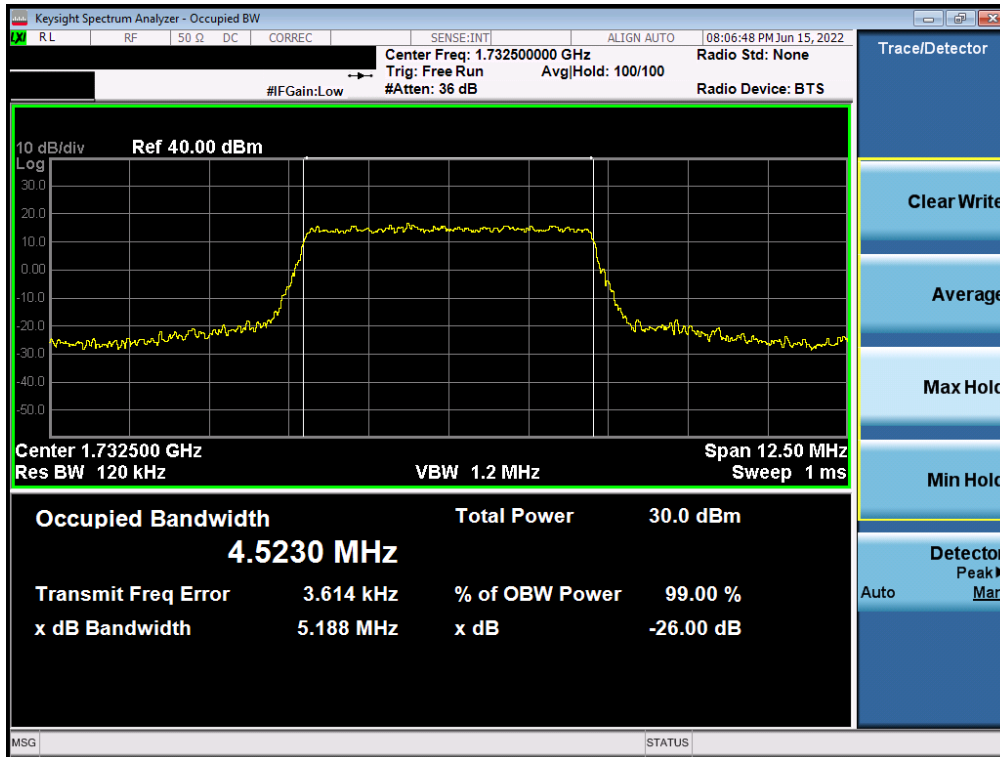 Keysight Spectrum Analyzer - Occupied BW
LXI RL RF 50 Ω DC CORREC SENSE:INT ALIGN AUTO 08:06:48 PM Jun 15, 2022
Center Freq: 1.732500000 GHz Radio Std: None
Trig: Free Run Avg|Hold: 100/100
#IFGain:Low #Atten: 36 dB Radio Device: BTS
10 dB/div Ref 40.00 dBm
Log
30.0
20.0
10.0
0.00
-10.0
-20.0
-30.0
-40.0
-50.0
Center 1.732500 GHz Span 12.50 MHz
Res BW 120 kHz VBW 1.2 MHz Sweep 1 ms
Occupied Bandwidth Total Power 30.0 dBm
4.5230 MHz
Transmit Freq Error 3.614 kHz % of OBW Power 99.00 %
x dB Bandwidth 5.188 MHz x dB -26.00 dB
MSG STATUS
Trace/Detector
Clear Write
Average
Max Hold
Min Hold
Detector
Peak
Auto Man